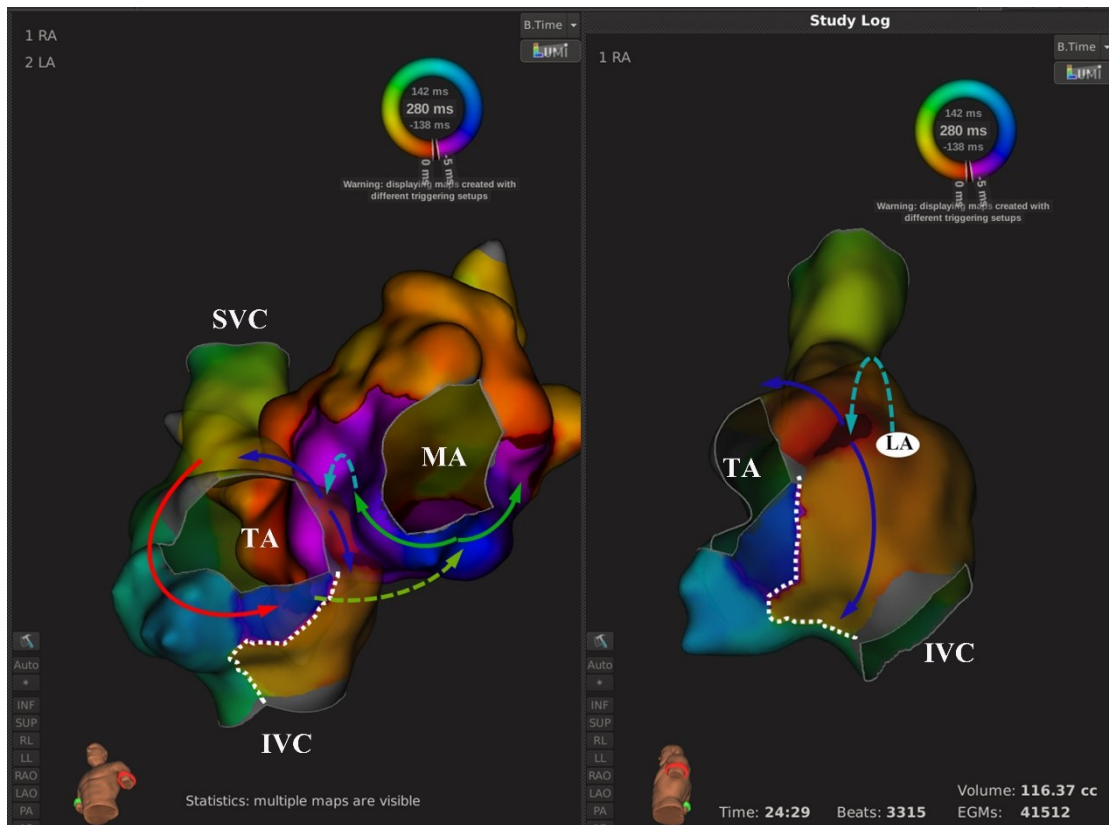 Study Log
1 RA
2 LA
B.Time
LUMi
142 ms
280 ms
-138 ms
0 ms
-5 ms
Warning: displaying maps created with
different triggering setups
SVC
MA
TA
IVC
Auto
*
INF
SUP
RL
LL
RAO
LAO
PA
Statistics: multiple maps are visible
1 RA
B.Time
LUMi
142 ms
280 ms
-138 ms
0 ms
-5 ms
Warning: displaying maps created with
different triggering setups
LA
TA
IVC
Auto
*
INF
SUP
RL
LL
RAO
LAO
PA
Volume: 116.37 cc
Time: 24:29 Beats: 3315 EGMs: 41512